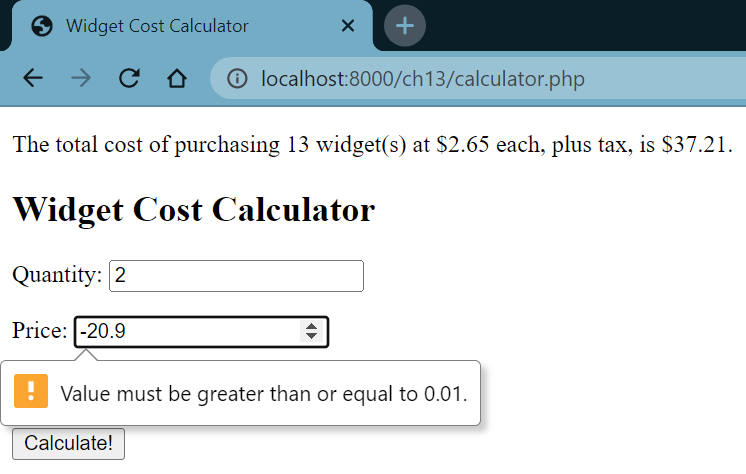 Widget Cost Calculator
localhost:8000/ch13/calculator.php
The total cost of purchasing 13 widget(s) at $2.65 each, plus tax, is $37.21.
Widget Cost Calculator
Quantity: 2
Price: -20.9
Value must be greater than or equal to 0.01.
Calculate!